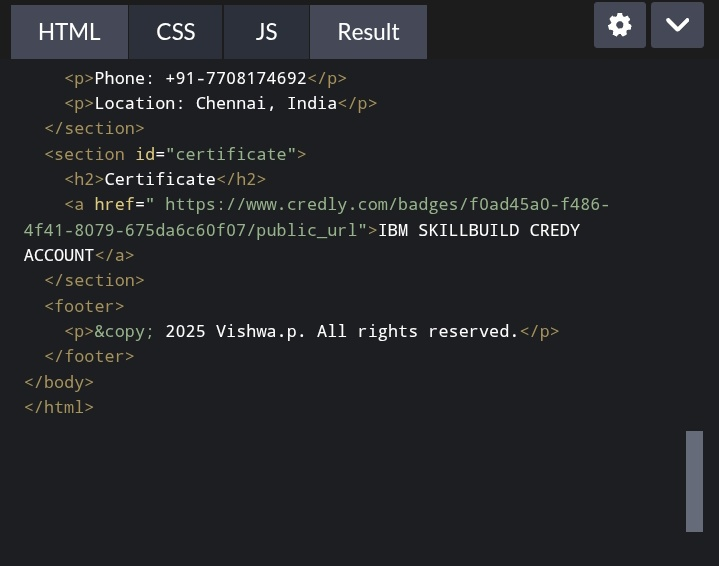 HTML CSS JS Result
<p>Phone: +91-7708174692</p>
<p>Location: Chennai, India</p>
</section>
<section id="certificate">
<h2>Certificate</h2>
<a href=" https://www.credly.com/badges/f0ad45a0-f486-
4f41-8079-675da6c60f07/public_url">IBM SKILLBUILD CREDY
ACCOUNT</a>
</section>
<footer>
<p>&copy; 2025 Vishwa.p. All rights reserved.</p>
</footer>
</body>
</html>